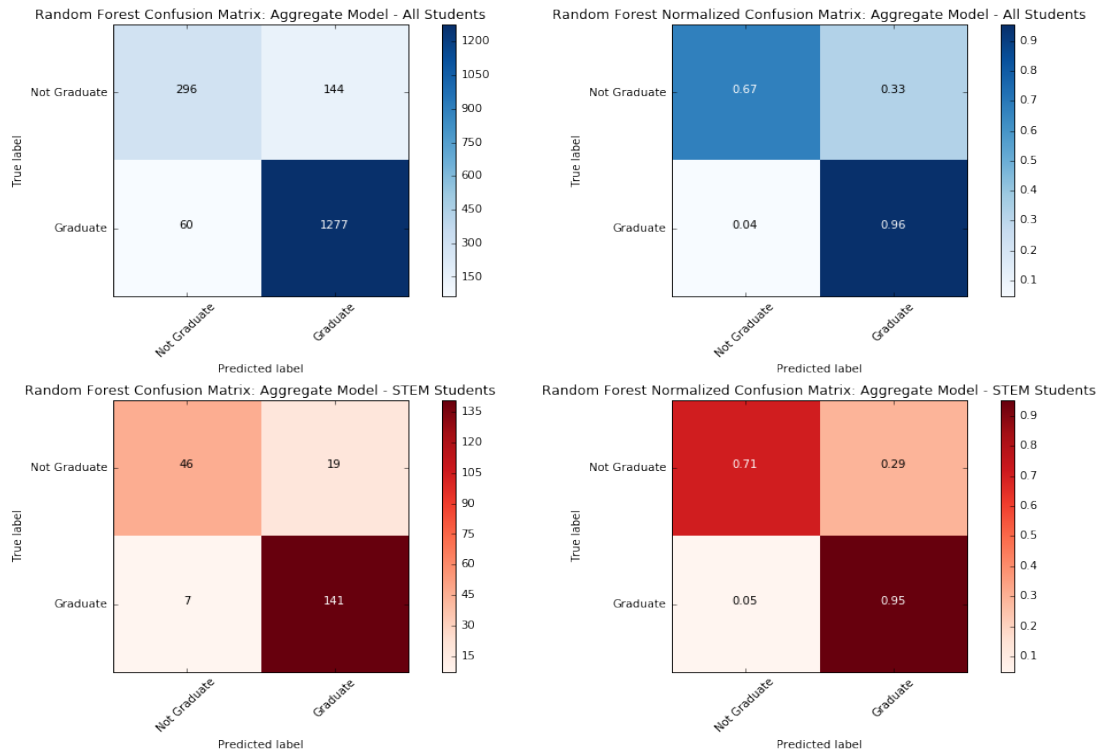 Random Forest Confusion Matrix: Aggregate Model - All Students
True label
Not Graduate
Graduate
296
144
60
1277
Not Graduate
Graduate
Predicted label
1200
1050
900
750
600
450
300
150
Random Forest Normalized Confusion Matrix: Aggregate Model - All Students
True label
Not Graduate
Graduate
0.67
0.33
0.04
0.96
Not Graduate
Graduate
Predicted label
0.9
0.8
0.7
0.6
0.5
0.4
0.3
0.2
0.1
Random Forest Confusion Matrix: Aggregate Model - STEM Students
True label
Not Graduate
Graduate
46
19
7
141
Not Graduate
Graduate
Predicted label
135
120
105
90
75
60
45
30
15
Random Forest Normalized Confusion Matrix: Aggregate Model - STEM Students
True label
Not Graduate
Graduate
0.71
0.29
0.05
0.95
Not Graduate
Graduate
Predicted label
0.9
0.8
0.7
0.6
0.5
0.4
0.3
0.2
0.1